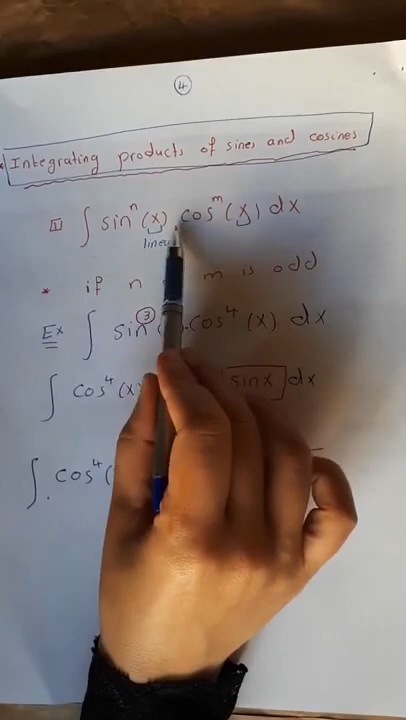 4
* Integrating products of sines and cosines
1 ∫ sinⁿ (x) cosᵐ (x) dx
* if n m is odd
Ex ∫ sin³ cos⁴ (x) dx
∫ cos⁴ (x) sinx dx
∫ cos⁴ (